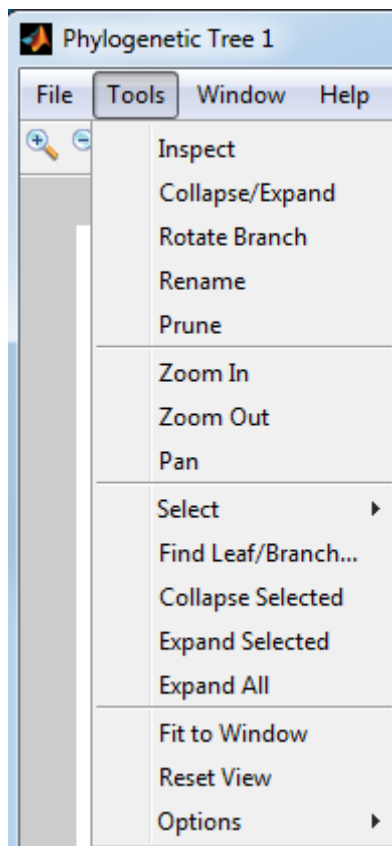 Phylogenetic Tree 1
File Tools Window Help
Inspect
Collapse/Expand
Rotate Branch
Rename
Prune
Zoom In
Zoom Out
Pan
Select
Find Leaf/Branch...
Collapse Selected
Expand Selected
Expand All
Fit to Window
Reset View
Options